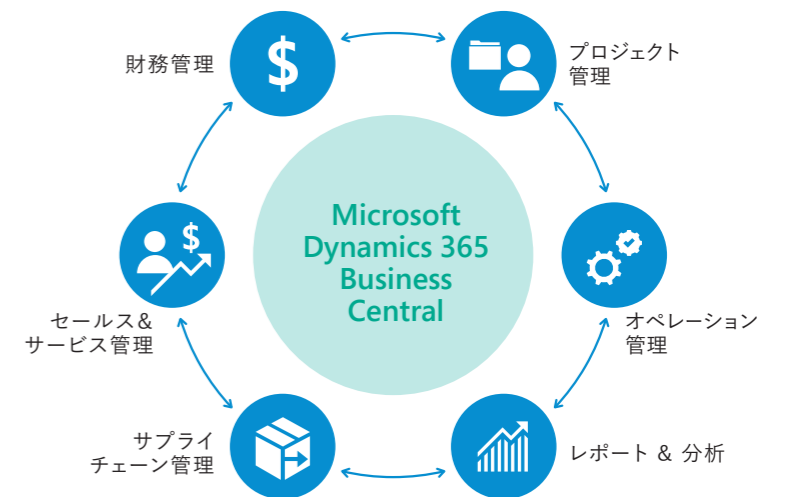 財務管理
プロジェクト
管理
Microsoft
Dynamics 365
Business
Central
セールス&
サービス管理
オペレーション
管理
サプライ
チェーン管理
レポート & 分析